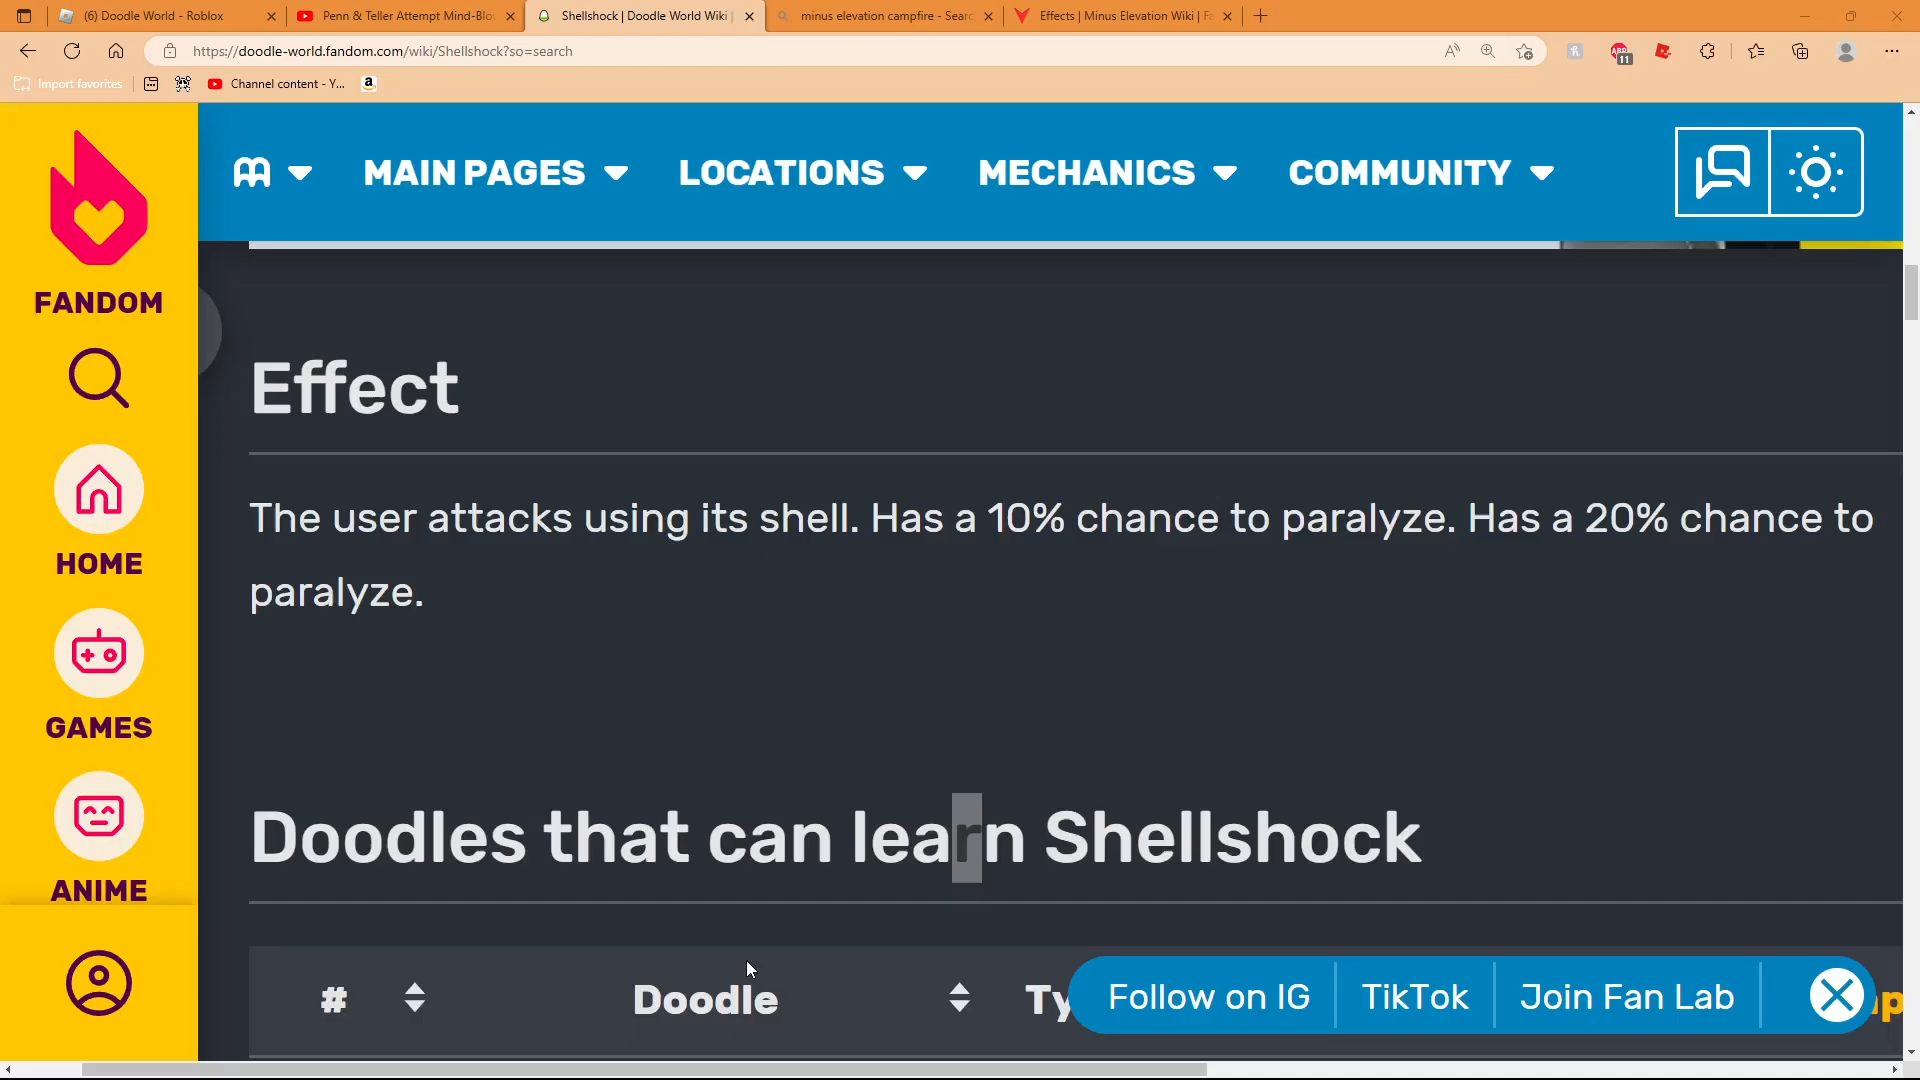 (6) Doodle World - Roblox
Penn & Teller Attempt Mind-Blo
Shellshock | Doodle World Wiki |
minus elevation campfire - Searc
Effects | Minus Elevation Wiki | Fa
https://doodle-world.fandom.com/wiki/Shellshock?so=search
11
Import favorites
Channel content - Y...
FANDOM
HOME
GAMES
ANIME
MAIN PAGES
LOCATIONS
MECHANICS
COMMUNITY
Effect
The user attacks using its shell. Has a 10% chance to paralyze. Has a 20% chance to
paralyze.
Doodles that can learn Shellshock
#
Doodle
Ty
Follow on IG
TikTok
Join Fan Lab